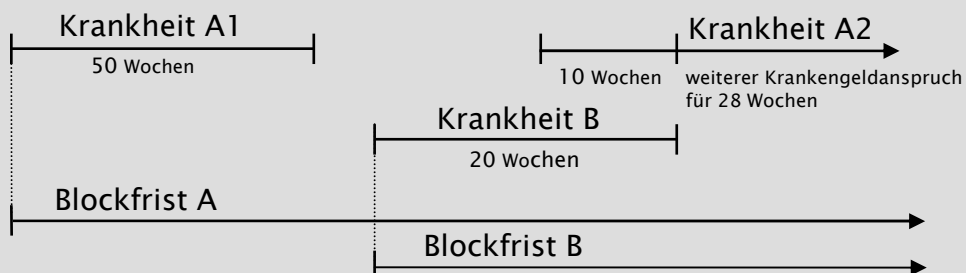 Krankheit A1
50 Wochen
Krankheit A2
10 Wochen
weiterer Krankengeldanspruch
für 28 Wochen
Krankheit B
20 Wochen
Blockfrist A
Blockfrist B